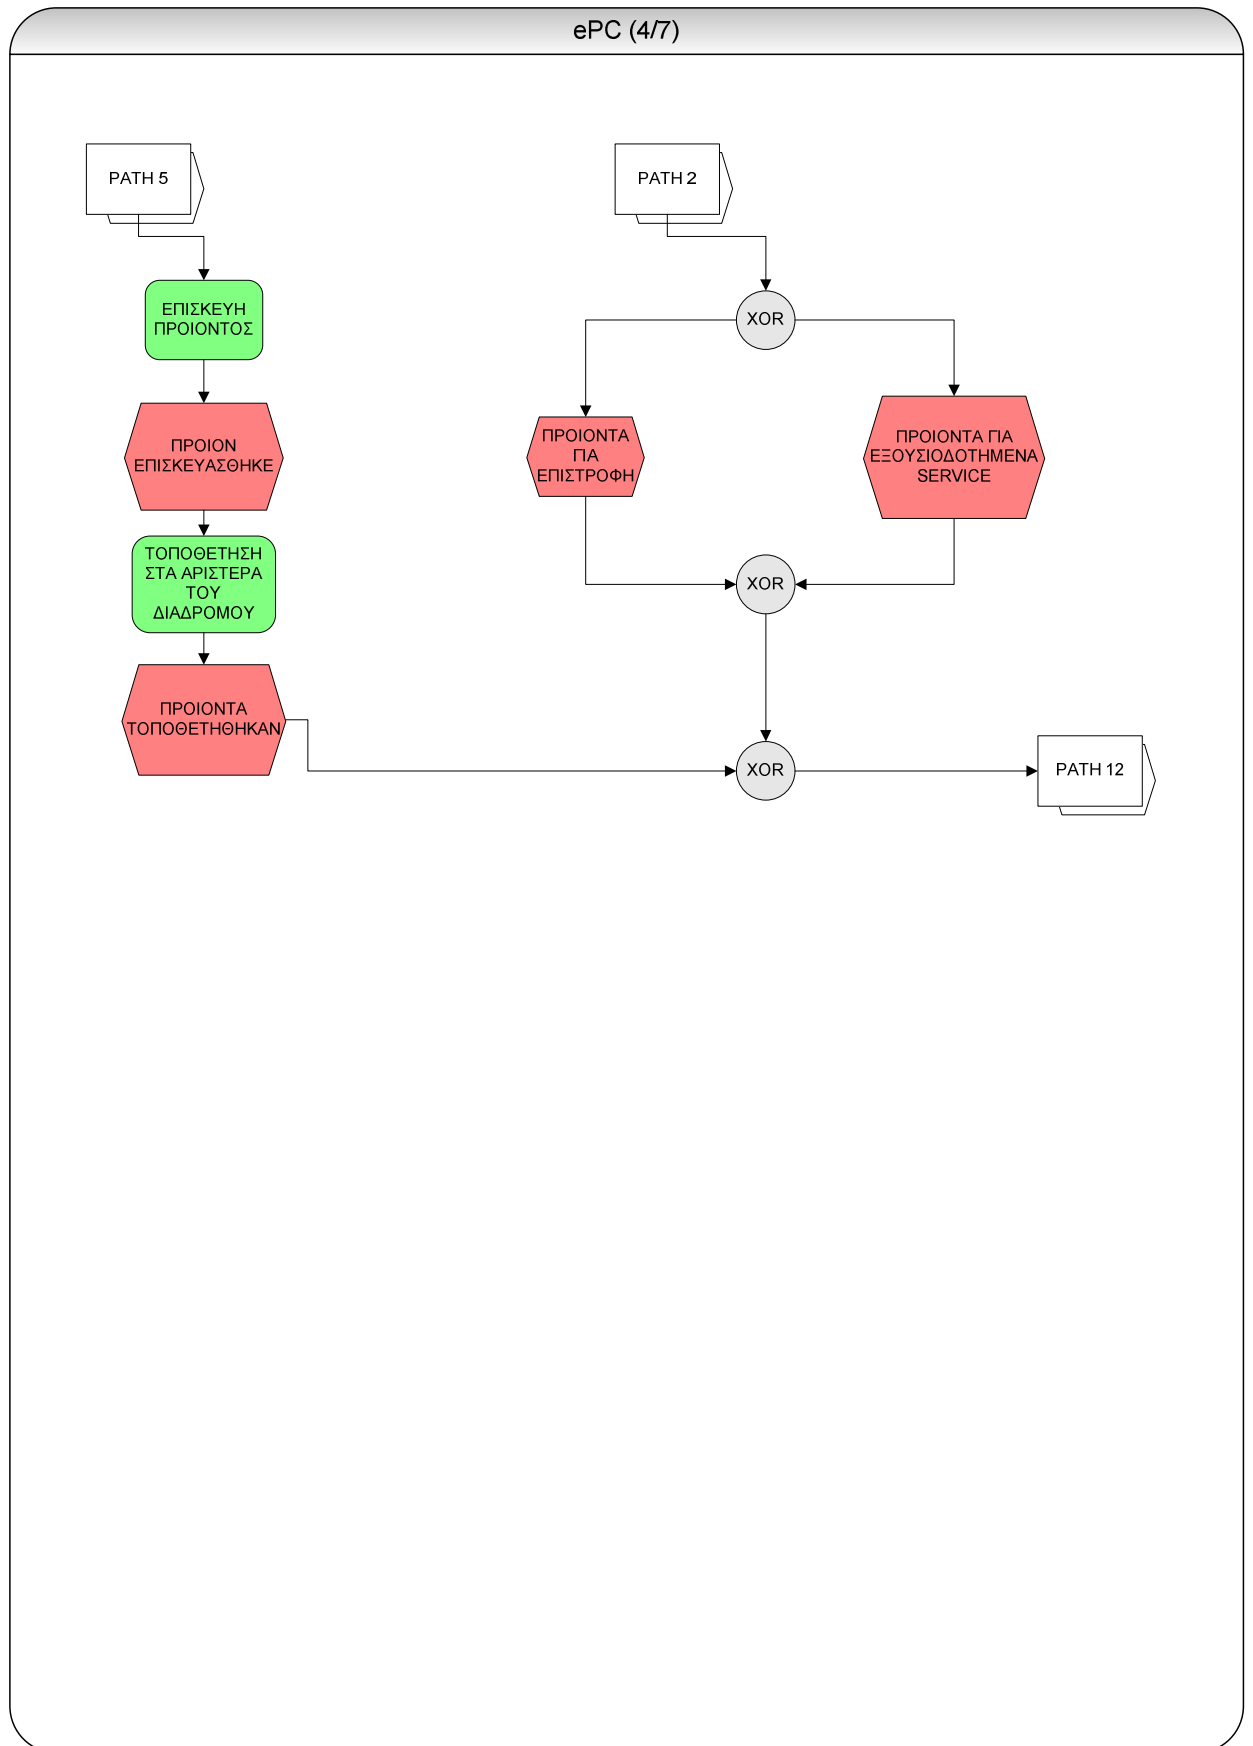 ePC (4/7)
PATH 5
PATH 2
ΕΠΙΣΚΕΥΗ
ΠΡΟΙΟΝΤΟΣ
XOR
ΠΡΟΙΟΝ
ΕΠΙΣΚΕΥΑΣΘΗΚΕ
ΠΡΟΙΟΝΤΑ
ΓΙΑ
ΕΠΙΣΤΡΟΦΗ
ΠΡΟΙΟΝΤΑ ΓΙΑ
ΕΞΟΥΣΙΟΔΟΤΗΜΕΝΑ
SERVICE
ΤΟΠΟΘΕΤΗΣΗ
ΣΤΑ ΑΡΙΣΤΕΡΑ
ΤΟΥ
ΔΙΑΔΡΟΜΟΥ
XOR
ΠΡΟΙΟΝΤΑ
ΤΟΠΟΘΕΤΗΘΗΚΑΝ
XOR
PATH 12